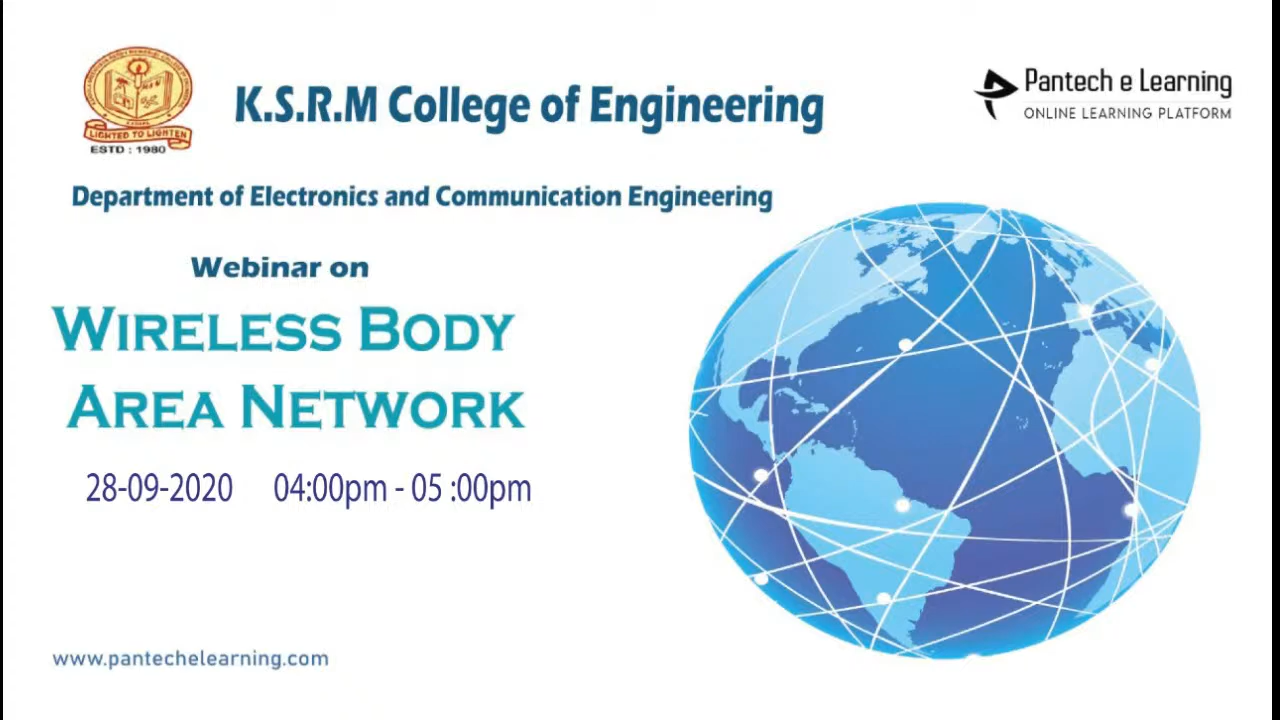 K.S.R.M College of Engineering
LIGHTED TO LIGHTEN
ESTD : 1980
Pantech e Learning
ONLINE LEARNING PLATFORM
Department of Electronics and Communication Engineering
Webinar on
WIRELESS BODY
AREA NETWORK
28-09-2020 04:00pm - 05 :00pm
www.pantechelearning.com